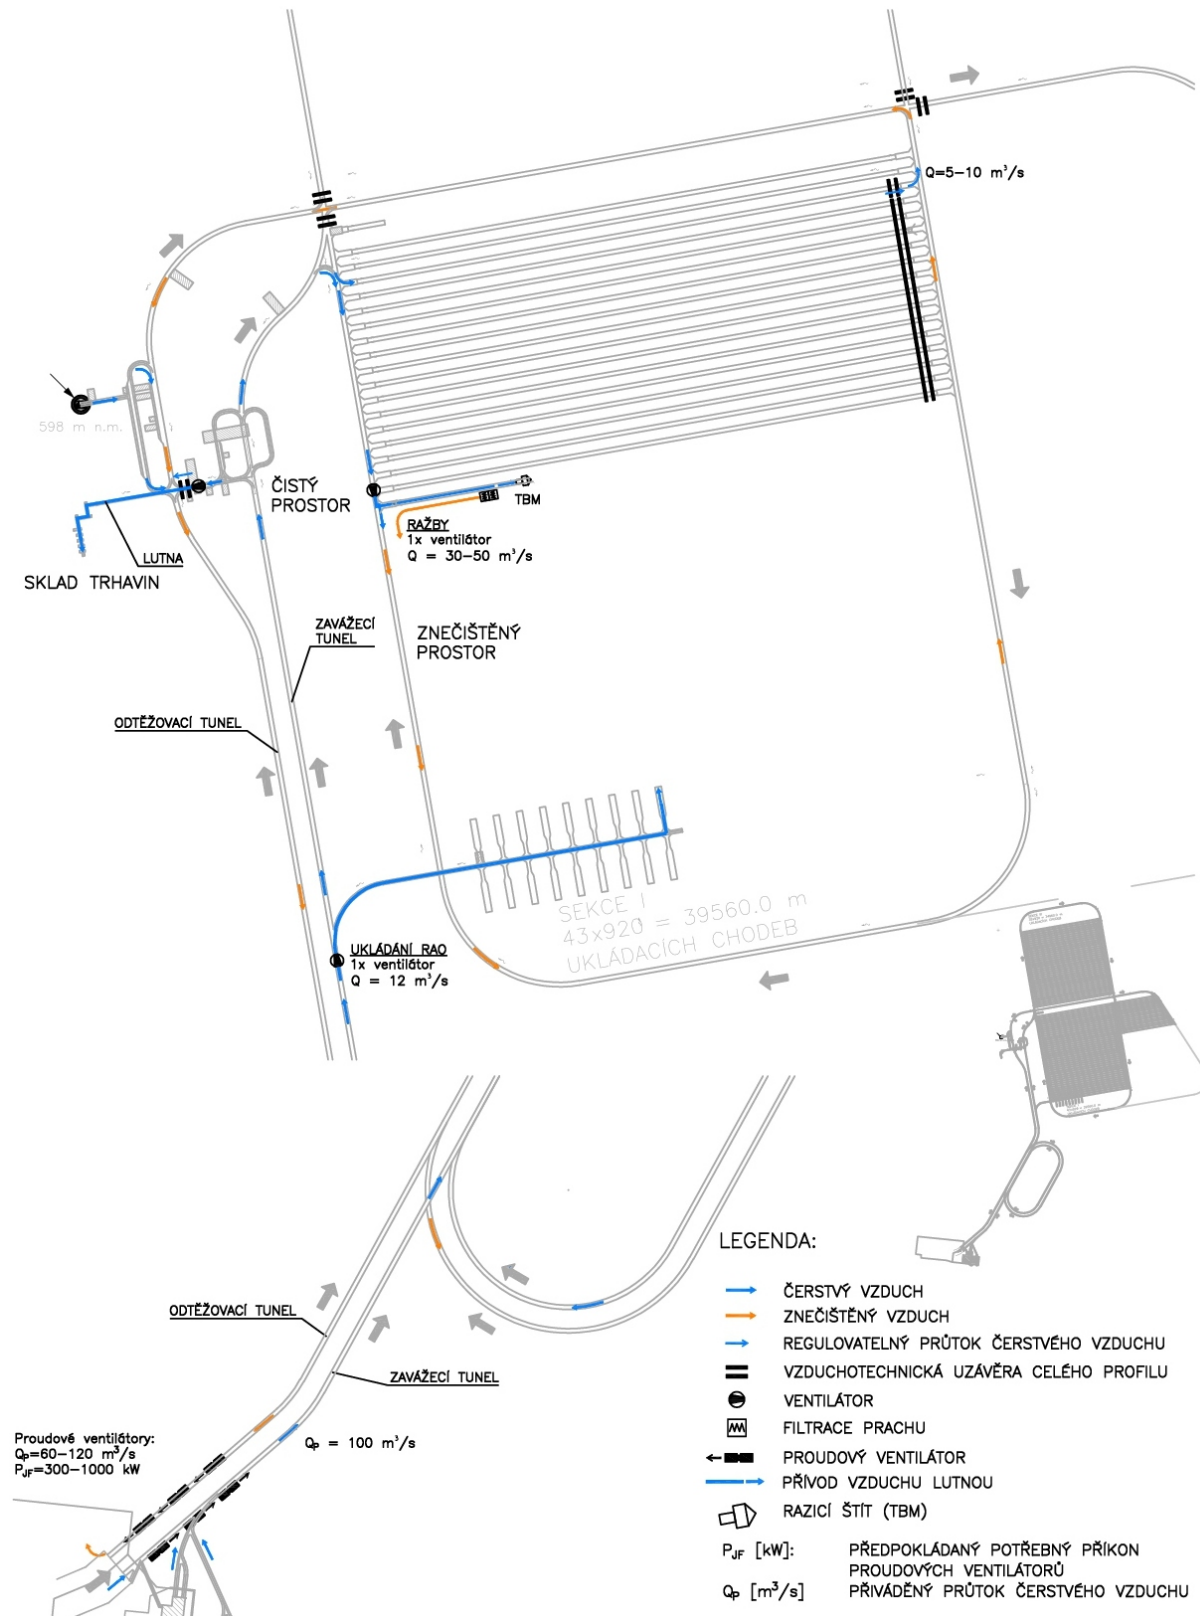 Q=5–10 m³/s
598 m n.m.
ČISTÝ
PROSTOR
TBM
RAŽBY
1x ventilátor
Q = 30–50 m³/s
LUTNA
SKLAD TRHAVIN
ZAVÁŽECÍ
TUNEL
ZNEČIŠTĚNÝ
PROSTOR
ODTĚŽOVACÍ TUNEL
SEKCE I
43x920 = 39560.0 m
UKLÁDACÍCH CHODEB
UKLÁDÁNÍ RAO
1x ventilátor
Q = 12 m³/s
ODTĚŽOVACÍ TUNEL
ZAVÁŽECÍ TUNEL
Proudové ventilátory:
Qₚ=60–120 m³/s
P_JF=300–1000 kW
Qₚ = 100 m³/s
LEGENDA:
ČERSTVÝ VZDUCH
ZNEČIŠTĚNÝ VZDUCH
REGULOVATELNÝ PRŮTOK ČERSTVÉHO VZDUCHU
VZDUCHOTECHNICKÁ UZÁVĚRA CELÉHO PROFILU
VENTILÁTOR
FILTRACE PRACHU
PROUDOVÝ VENTILÁTOR
PŘÍVOD VZDUCHU LUTNOU
RAZICÍ ŠTÍT (TBM)
P_JF [kW]: PŘEDPOKLÁDANÝ POTŘEBNÝ PŘÍKON
PROUDOVÝCH VENTILÁTORŮ
Qₚ [m³/s] PŘIVÁDĚNÝ PRŮTOK ČERSTVÉHO VZDUCHU